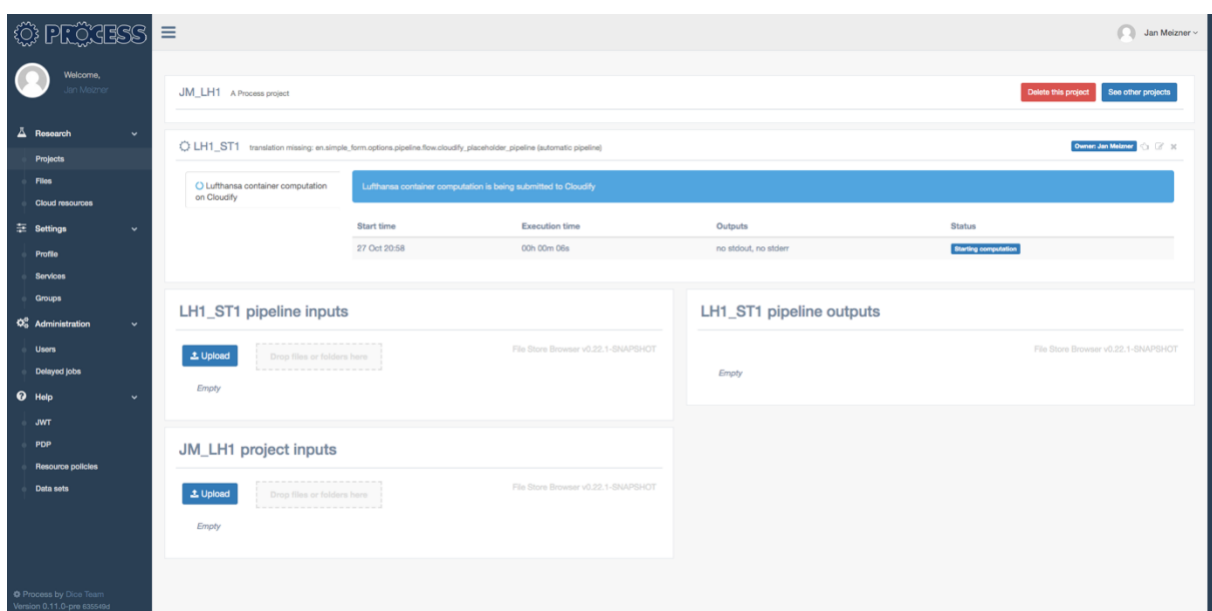 PROCESS
Jan Meizner
Welcome,
Jan Meizner
Research
Projects
Files
Cloud resources
Settings
Profile
Services
Groups
Administration
Users
Delayed jobs
Help
JWT
PDP
Resource policies
Data sets
Process by Dice Team
Version 0.11.0-pre
JM_LH1 A Process project
Delete this project
See other projects
LH1_ST1 translation missing: en.simple_form.options.pipeline.flow.cloudify_placeholder_pipeline (automatic pipeline)
Owner: Jan Meizner
Lufthansa container computation
on Cloudify
Lufthansa container computation is being submitted to Cloudify
Start time Execution time Outputs Status
27 Oct 20:58 00h 00m 06s no stdout, no stderr Starting computation
LH1_ST1 pipeline inputs
Upload
Drop files or folders here
File Store Browser v0.22.1-SNAPSHOT
Empty
LH1_ST1 pipeline outputs
File Store Browser v0.22.1-SNAPSHOT
Empty
JM_LH1 project inputs
Upload
Drop files or folders here
File Store Browser v0.22.1-SNAPSHOT
Empty